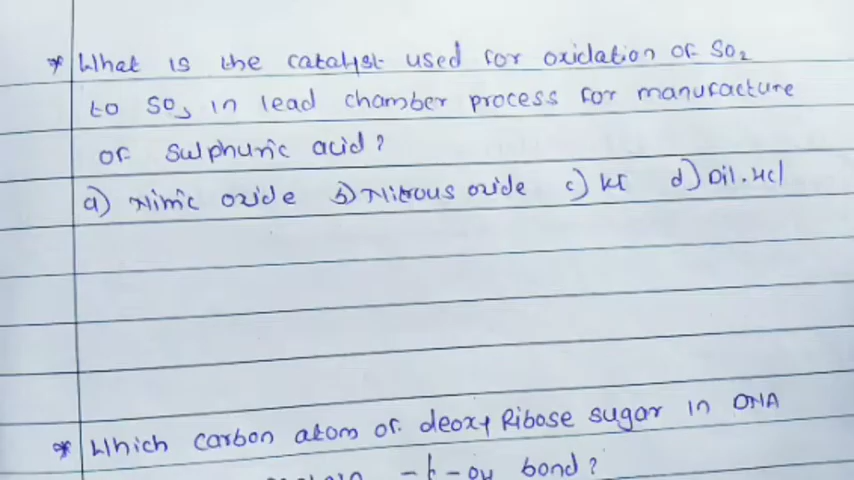 * What is the catalyst used for oxidation of SO2
to SO3 in lead chamber process for manufacture
of sulphuric acid?
a) Nitric oxide b) Nitrous oxide c) KI d) Dil. HCl
* Which carbon atom of deoxy Ribose sugar in DNA
-C-OH bond?